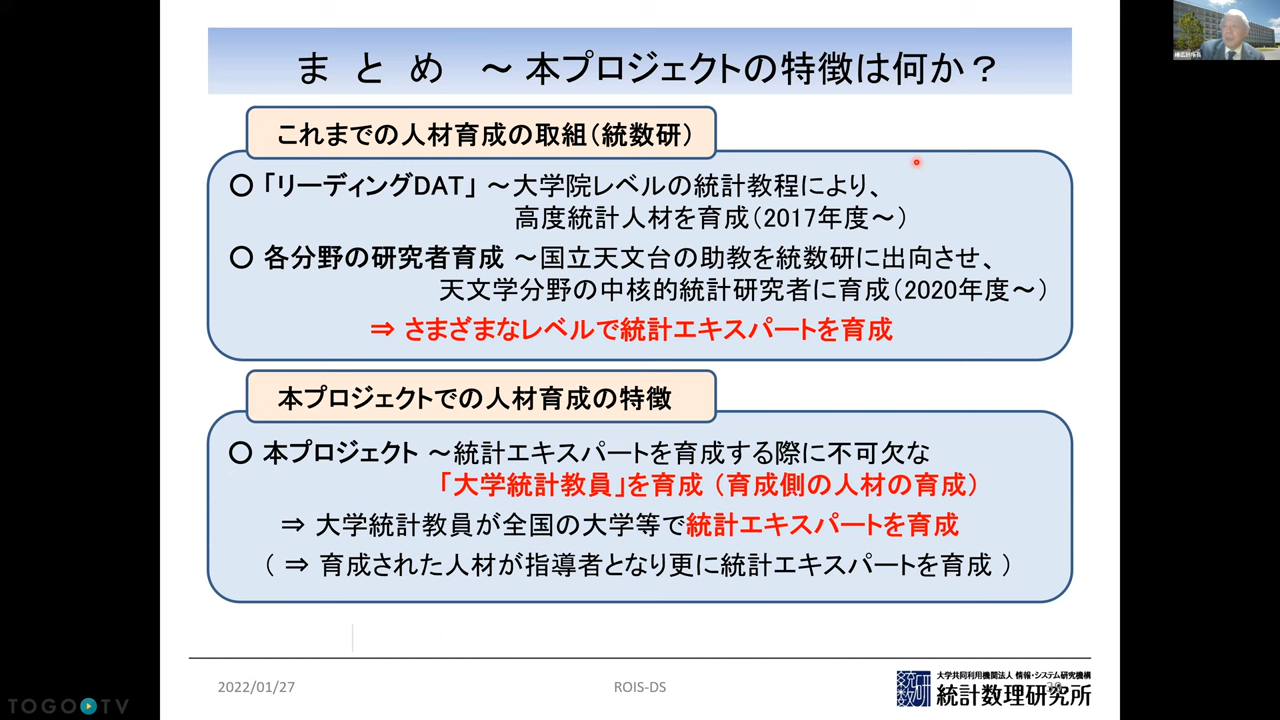 まとめ ～ 本プロジェクトの特徴は何か？
これまでの人材育成の取組（統数研）
〇 「リーディングDAT」 ～大学院レベルの統計教程により、
高度統計人材を育成（2017年度～）
〇 各分野の研究者育成 ～国立天文台の助教を統数研に出向させ、
天文学分野の中核的統計研究者に育成（2020年度～）
⇒ さまざまなレベルで統計エキスパートを育成
本プロジェクトでの人材育成の特徴
〇 本プロジェクト ～統計エキスパートを育成する際に不可欠な
「大学統計教員」を育成 （育成側の人材の育成）
⇒ 大学統計教員が全国の大学等で統計エキスパートを育成
（ ⇒ 育成された人材が指導者となり更に統計エキスパートを育成 ）
2022/01/27
ROIS-DS
大学共同利用機関法人 情報・システム研究機構
統計数理研究所
TOGOTV